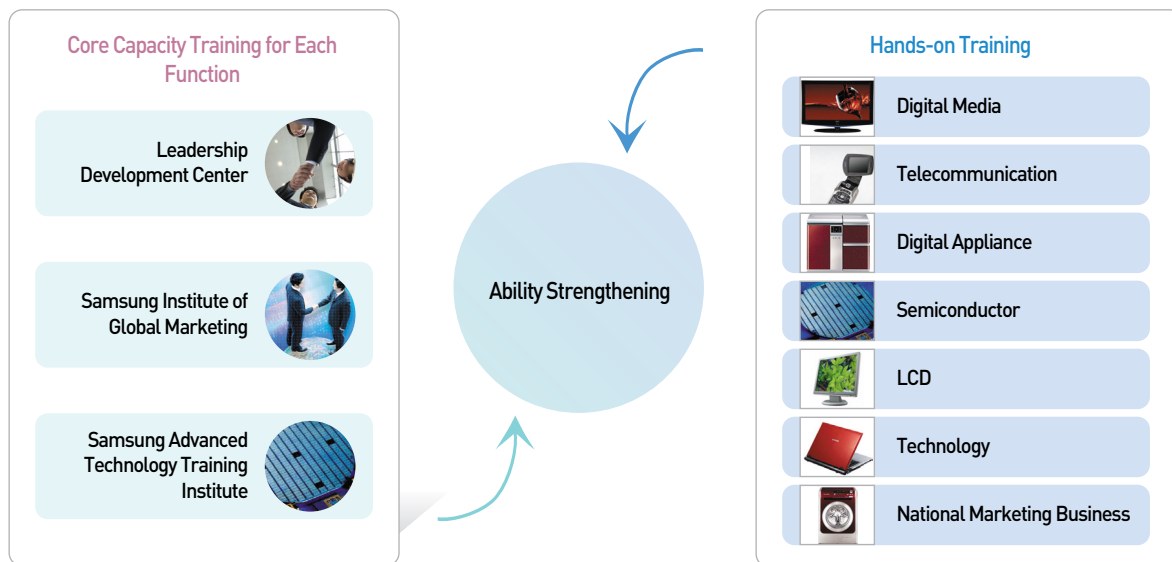 Core Capacity Training for Each
Function
Leadership
Development Center
Samsung Institute of
Global Marketing
Samsung Advanced
Technology Training
Institute
Ability Strengthening
Hands-on Training
Digital Media
Telecommunication
Digital Appliance
Semiconductor
LCD
Technology
National Marketing Business